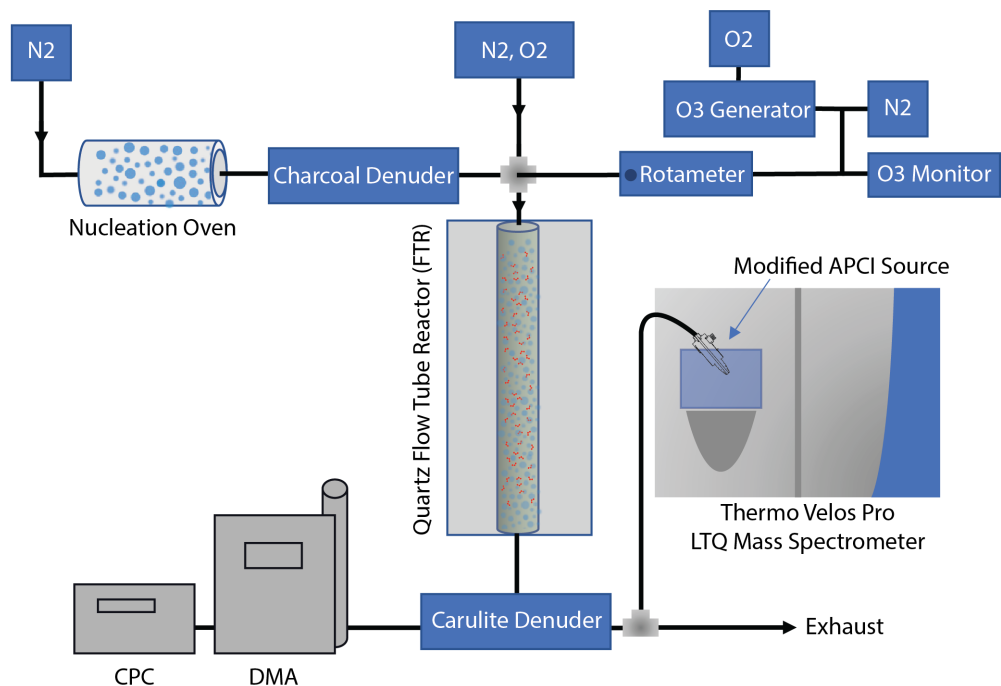 N2
N2, O2
O2
O3 Generator
N2
Charcoal Denuder
Rotameter
O3 Monitor
Nucleation Oven
Quartz Flow Tube Reactor (FTR)
Modified APCI Source
Thermo Velos Pro
LTQ Mass Spectrometer
Carulite Denuder
Exhaust
CPC
DMA